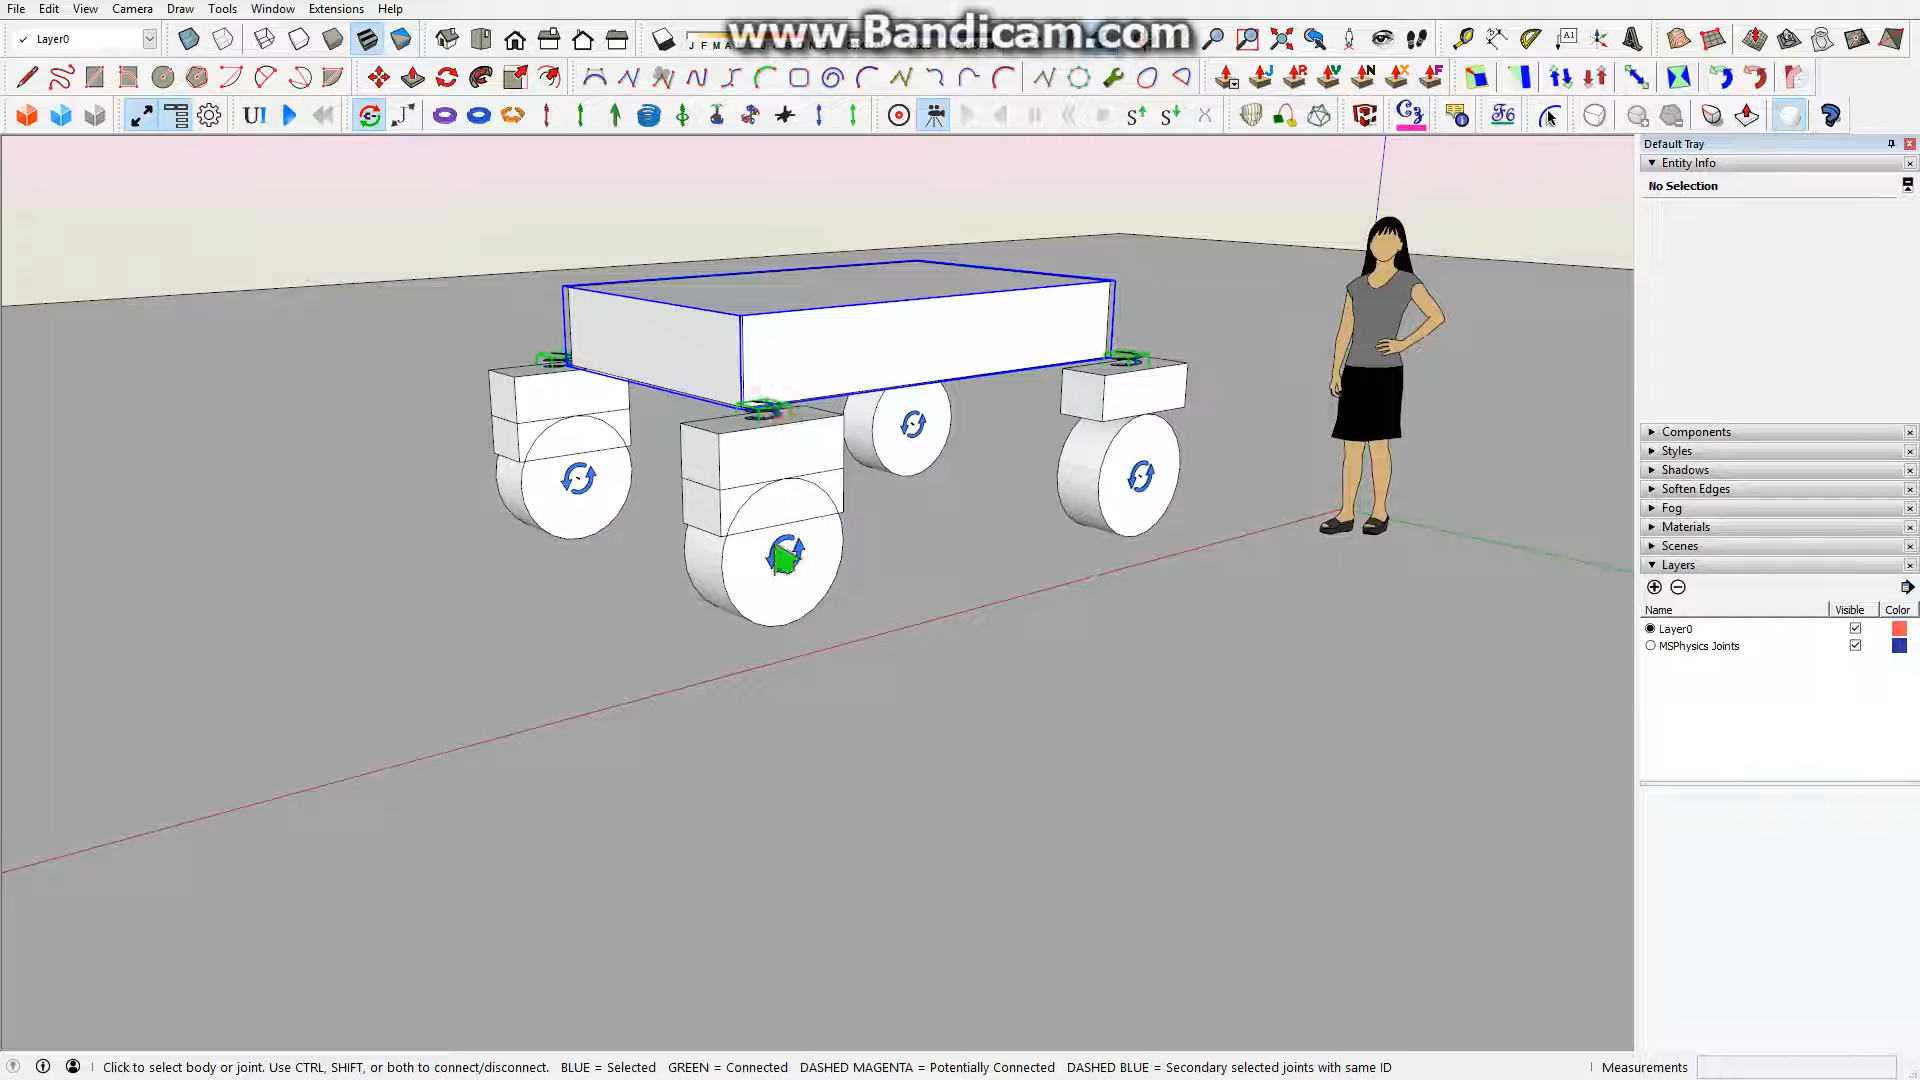 File Edit View Camera Draw Tools Window Extensions Help
www.Bandicam.com
Layer0
J F M A
UI
Default Tray
Entity Info
No Selection
Components
Styles
Shadows
Soften Edges
Fog
Materials
Scenes
Layers
Name Visible Color
Layer0
MSPhysics Joints
Click to select body or joint. Use CTRL, SHIFT, or both to connect/disconnect. BLUE = Selected GREEN = Connected DASHED MAGENTA = Potentially Connected DASHED BLUE = Secondary selected joints with same ID
Measurements